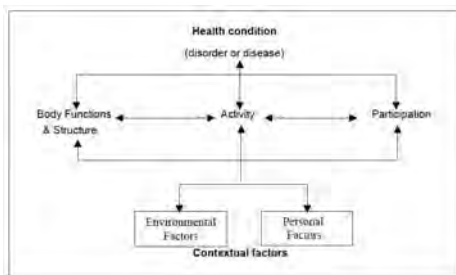 Health condition
(disorder or disease)
Body Functions
& Structure
Activity
Participation
Environmental
Factors
Personal
Factors
Contextual factors